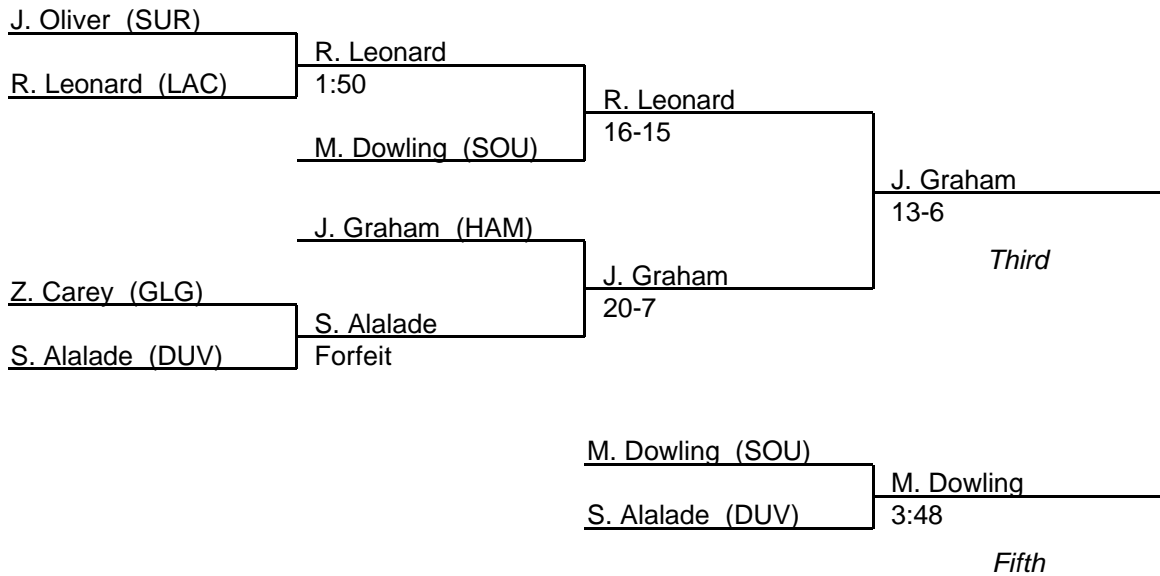 J. Oliver (SUR)
R. Leonard
R. Leonard (LAC)
1:50
R. Leonard
16-15
M. Dowling (SOU)
J. Graham
13-6
J. Graham (HAM)
Third
J. Graham
Z. Carey (GLG)
20-7
S. Alalade
S. Alalade (DUV)
Forfeit
M. Dowling (SOU)
M. Dowling
S. Alalade (DUV)
3:48
Fifth